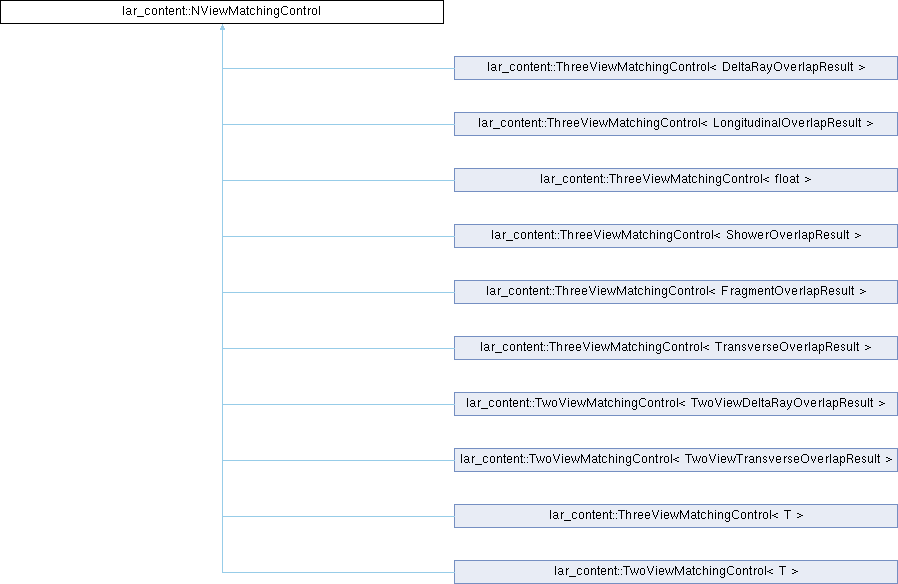 lar_content::NViewMatchingControl
lar_content::ThreeViewMatchingControl< DeltaRayOverlapResult >
lar_content::ThreeViewMatchingControl< LongitudinalOverlapResult >
lar_content::ThreeViewMatchingControl< float >
lar_content::ThreeViewMatchingControl< ShowerOverlapResult >
lar_content::ThreeViewMatchingControl< FragmentOverlapResult >
lar_content::ThreeViewMatchingControl< TransverseOverlapResult >
lar_content::TwoViewMatchingControl< TwoViewDeltaRayOverlapResult >
lar_content::TwoViewMatchingControl< TwoViewTransverseOverlapResult >
lar_content::ThreeViewMatchingControl< T >
lar_content::TwoViewMatchingControl< T >